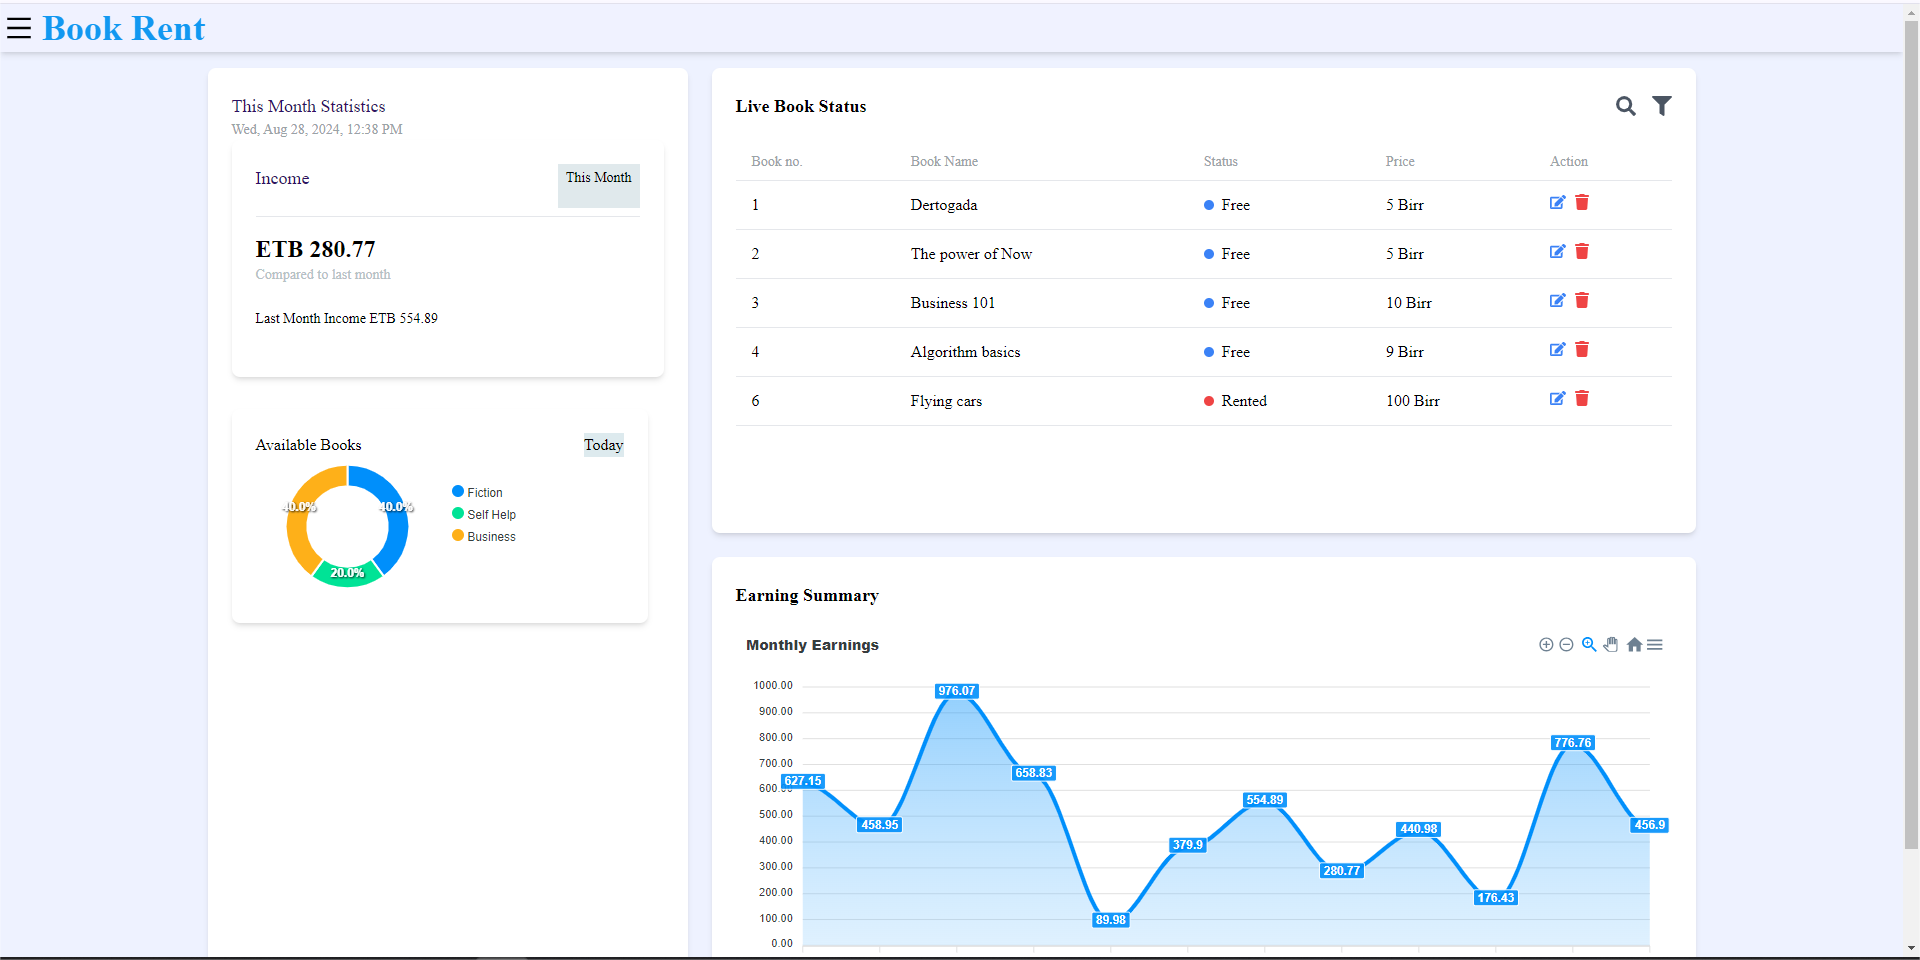 Book Rent
This Month Statistics
Wed, Aug 28, 2024, 12:38 PM
Income
This Month
ETB 280.77
Compared to last month
Last Month Income ETB 554.89
Available Books
Today
40.0%
40.0%
20.0%
Fiction
Self Help
Business
Live Book Status
Book no. Book Name Status Price Action
1 Dertogada Free 5 Birr
2 The power of Now Free 5 Birr
3 Business 101 Free 10 Birr
4 Algorithm basics Free 9 Birr
6 Flying cars Rented 100 Birr
Earning Summary
Monthly Earnings
1000.00
900.00
800.00
700.00
600.00
500.00
400.00
300.00
200.00
100.00
0.00
627.15
458.95
976.07
658.83
89.98
379.9
554.89
280.77
440.98
176.43
776.76
456.9